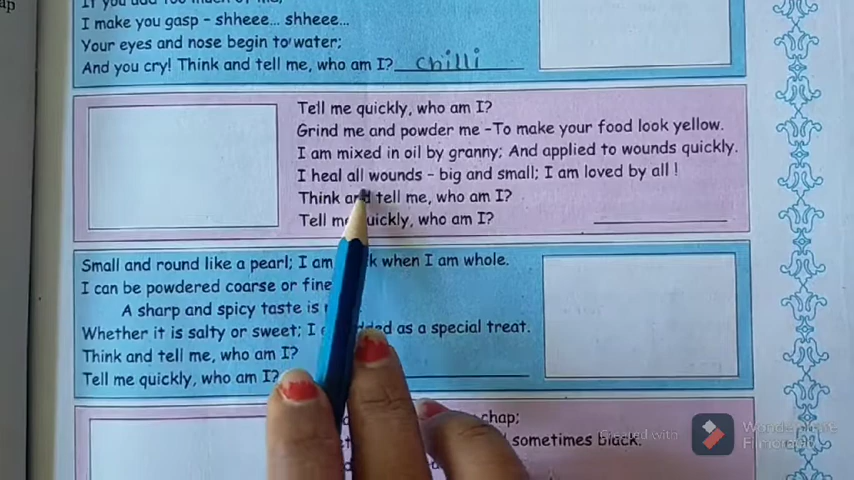 I make you gasp - shheee... shheee...
Your eyes and nose begin to water;
And you cry! Think and tell me, who am I? chilli
Tell me quickly, who am I?
Grind me and powder me -To make your food look yellow.
I am mixed in oil by granny; And applied to wounds quickly.
I heal all wounds - big and small; I am loved by all !
Think and tell me, who am I?
Tell me quickly, who am I?
Small and round like a pearl; I am when I am whole.
I can be powdered coarse or fine
A sharp and spicy taste is
Whether it is salty or sweet; I as a special treat.
Think and tell me, who am I?
Tell me quickly, who am I?
chap;
sometimes black.
Created with
Wondershare
Filmora